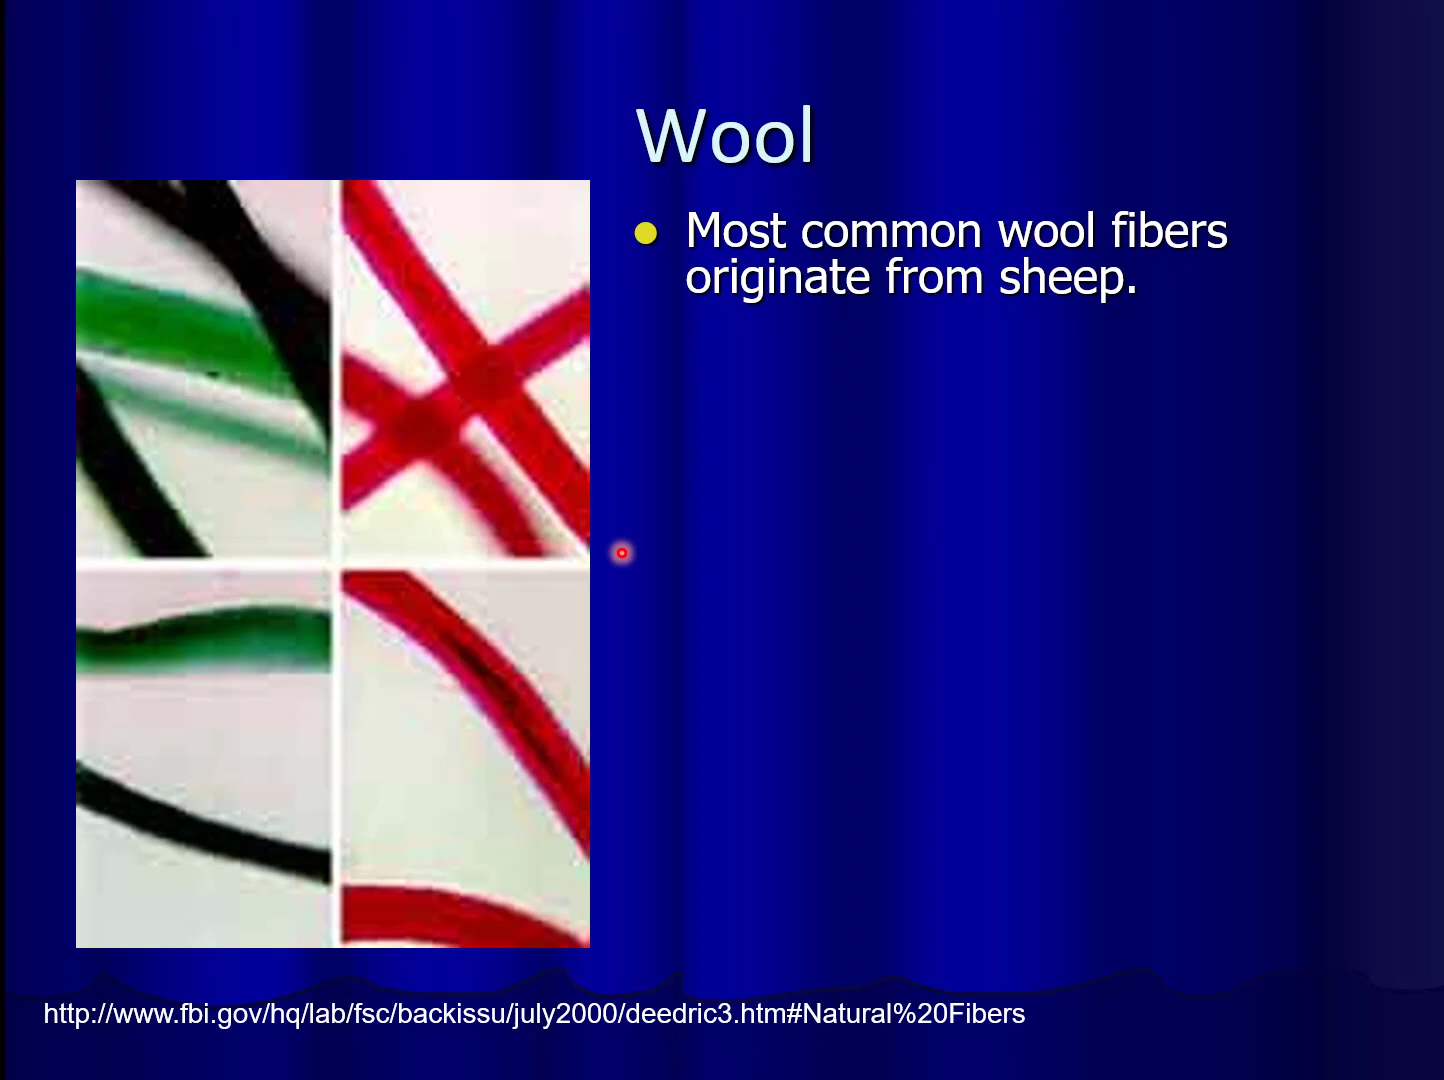 Wool
Most common wool fibers
originate from sheep.
http://www.fbi.gov/hq/lab/fsc/backissu/july2000/deedric3.htm#Natural%20Fibers